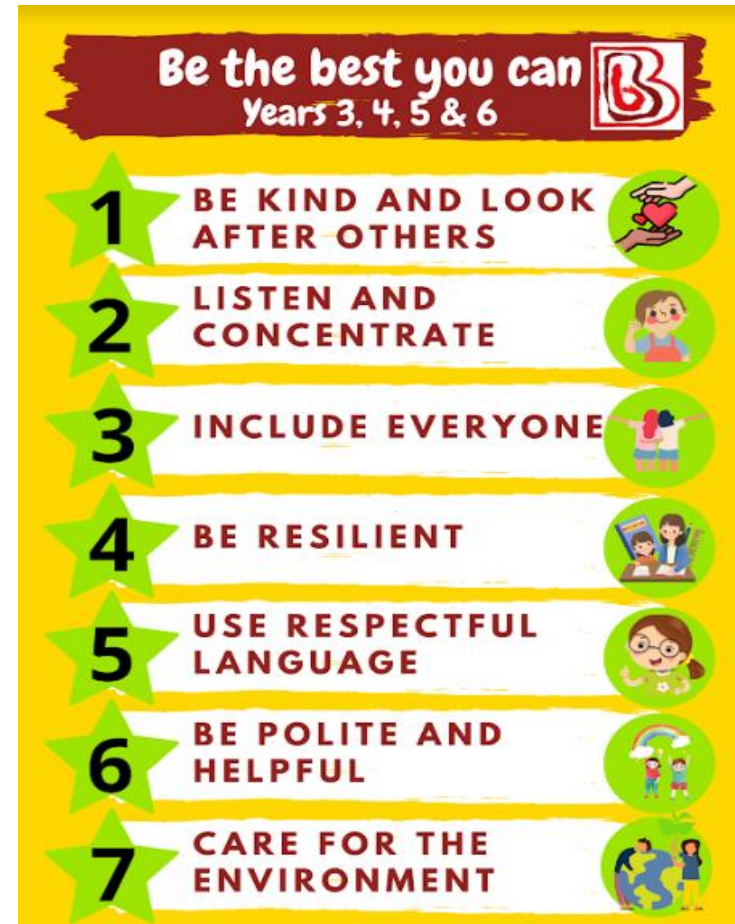 Be the best you can
Years 3, 4, 5 & 6
1
BE KIND AND LOOK
AFTER OTHERS
2
LISTEN AND
CONCENTRATE
3
INCLUDE EVERYONE
4
BE RESILIENT
5
USE RESPECTFUL
LANGUAGE
6
BE POLITE AND
HELPFUL
7
CARE FOR THE
ENVIRONMENT